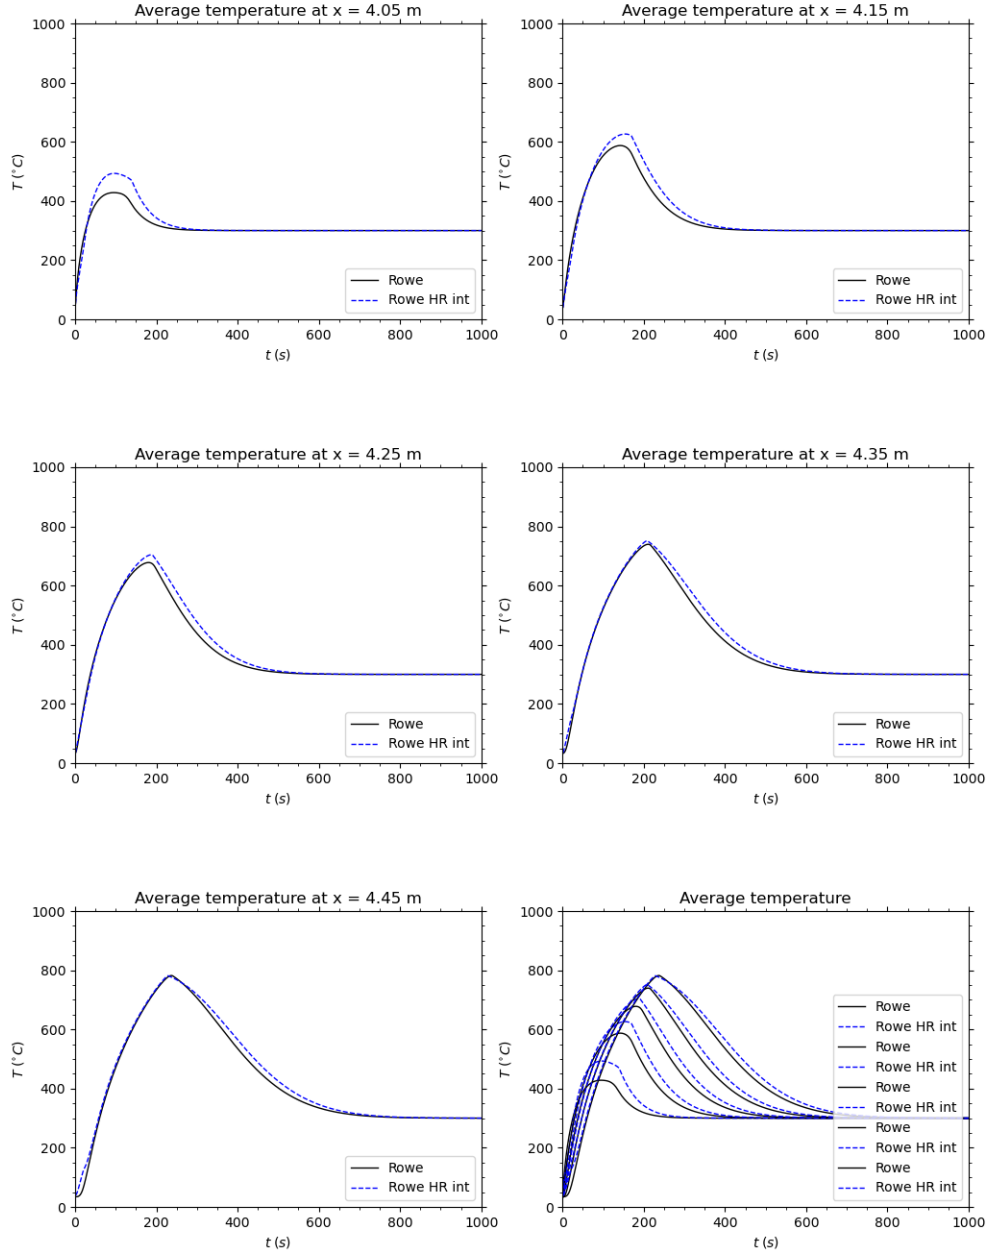 Average temperature at x = 4.05 m
1000
800
600
400
200
0
T (°C)
0 200 400 600 800 1000
t (s)
Rowe
Rowe HR int
Average temperature at x = 4.15 m
1000
800
600
400
200
0
T (°C)
0 200 400 600 800 1000
t (s)
Rowe
Rowe HR int
Average temperature at x = 4.25 m
1000
800
600
400
200
0
T (°C)
0 200 400 600 800 1000
t (s)
Rowe
Rowe HR int
Average temperature at x = 4.35 m
1000
800
600
400
200
0
T (°C)
0 200 400 600 800 1000
t (s)
Rowe
Rowe HR int
Average temperature at x = 4.45 m
1000
800
600
400
200
0
T (°C)
0 200 400 600 800 1000
t (s)
Rowe
Rowe HR int
Average temperature
1000
800
600
400
200
0
T (°C)
0 200 400 600 800 1000
t (s)
Rowe
Rowe HR int
Rowe
Rowe HR int
Rowe
Rowe HR int
Rowe
Rowe HR int
Rowe
Rowe HR int